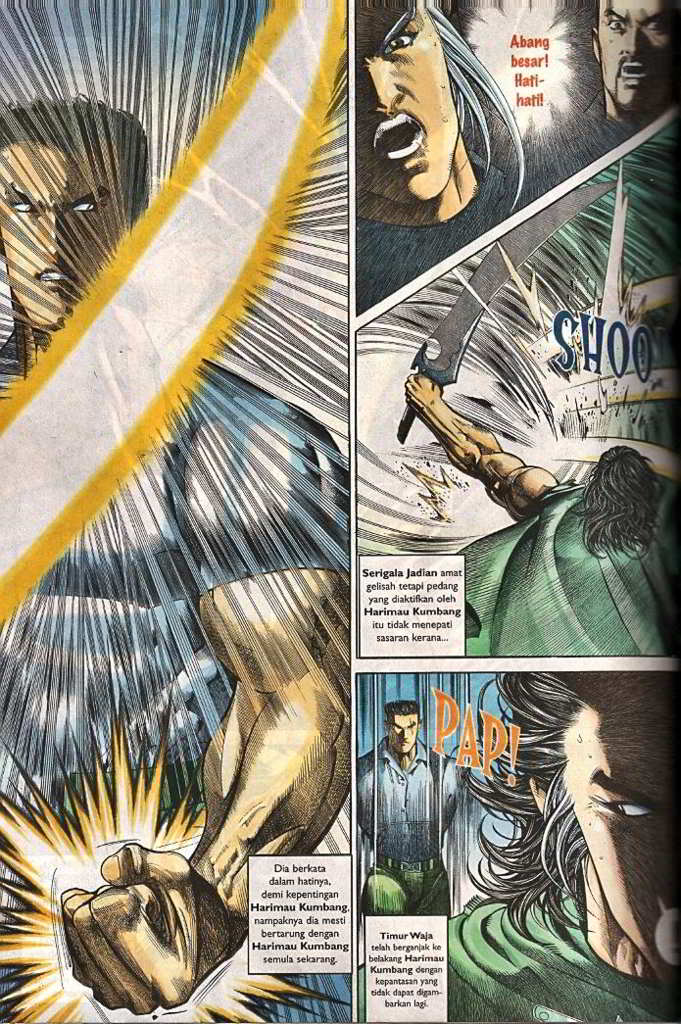 Dia berkata
dalam hatinya,
demi kepentingan
Harimau Kumbang,
nampaknya dia mesti
bertarung dengan
Harimau Kumbang
semula sekarang.
Abang
besar!
Hati-
hati!
SHOO
Serigala Jadian amat
gelisah tetapi pedang
yang diaktifkan oleh
Harimau Kumbang
itu tidak menepati
sasaran kerana...
PAP!
Timur Waja
telah berganjak ke
belakang Harimau
Kumbang dengan
kepantasan yang
tidak dapat digam-
barkan lagi.